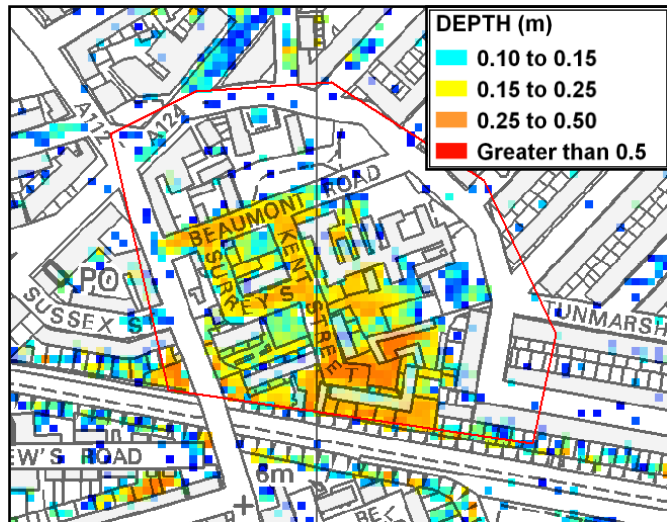 DEPTH (m)
0.10 to 0.15
0.15 to 0.25
0.25 to 0.50
Greater than 0.5
A11
A124
BEAUMONT ROAD
KENT STREET
SURREY S
PO
SUSSEX S
TUNMARSH
EW'S ROAD
6m